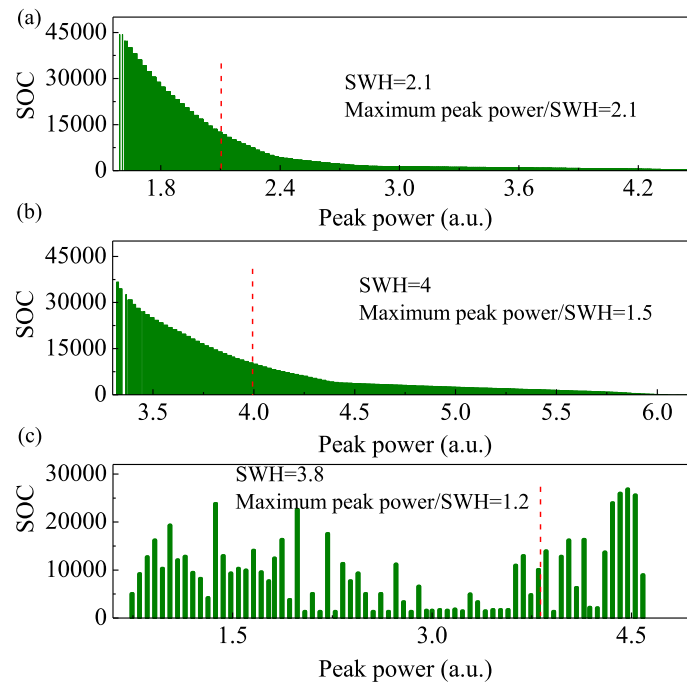 (a)
45000
30000
15000
0
SOC
SWH=2.1
Maximum peak power/SWH=2.1
1.8 2.4 3.0 3.6 4.2
Peak power (a.u.)
(b)
45000
30000
15000
0
SOC
SWH=4
Maximum peak power/SWH=1.5
3.5 4.0 4.5 5.0 5.5 6.0
Peak power (a.u.)
(c)
30000
20000
10000
0
SOC
SWH=3.8
Maximum peak power/SWH=1.2
1.5 3.0 4.5
Peak power (a.u.)